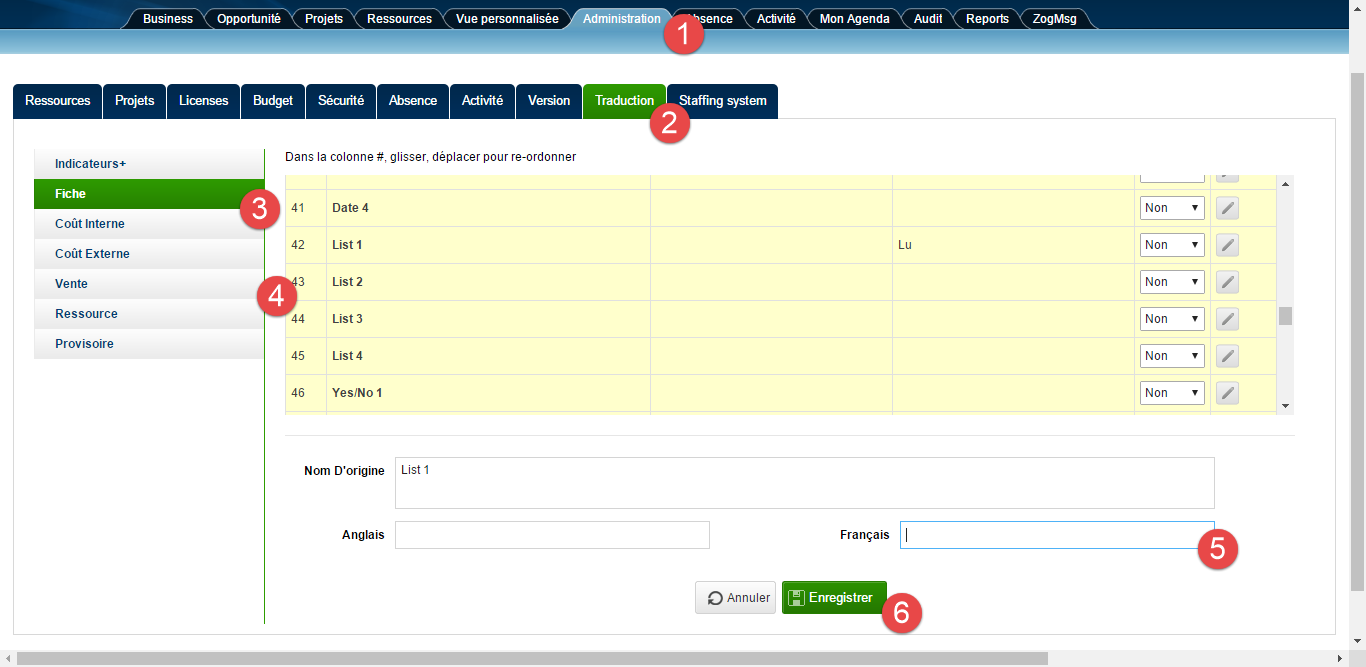 Business Opportunité Projets Ressources Vue personnalisée Administration bsence Activité Mon Agenda Audit Reports ZogMsg
1
Ressources Projets Licenses Budget Sécurité Absence Activité Version Traduction Staffing system
2
Indicateurs+
Fiche
3
Coût Interne
Coût Externe
Vente
4
Ressource
Provisoire
Dans la colonne #, glisser, déplacer pour re-ordonner
41 Date 4 Non
42 List 1 Lu Non
43 List 2 Non
44 List 3 Non
45 List 4 Non
46 Yes/No 1 Non
Nom D'origine List 1
Anglais Français
5
Annuler Enregistrer
6